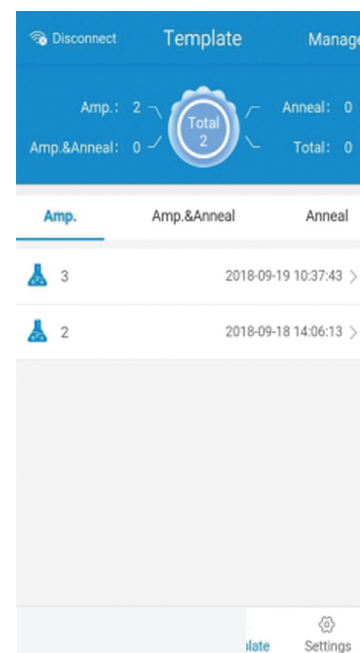 Disconnect Template Manage
Amp.: 2 Total 2 Anneal: 0
Amp.&Anneal: 0 Total: 0
Amp. Amp.&Anneal Anneal
3 2018-09-19 10:37:43 >
2 2018-09-18 14:06:13 >
plate Settings